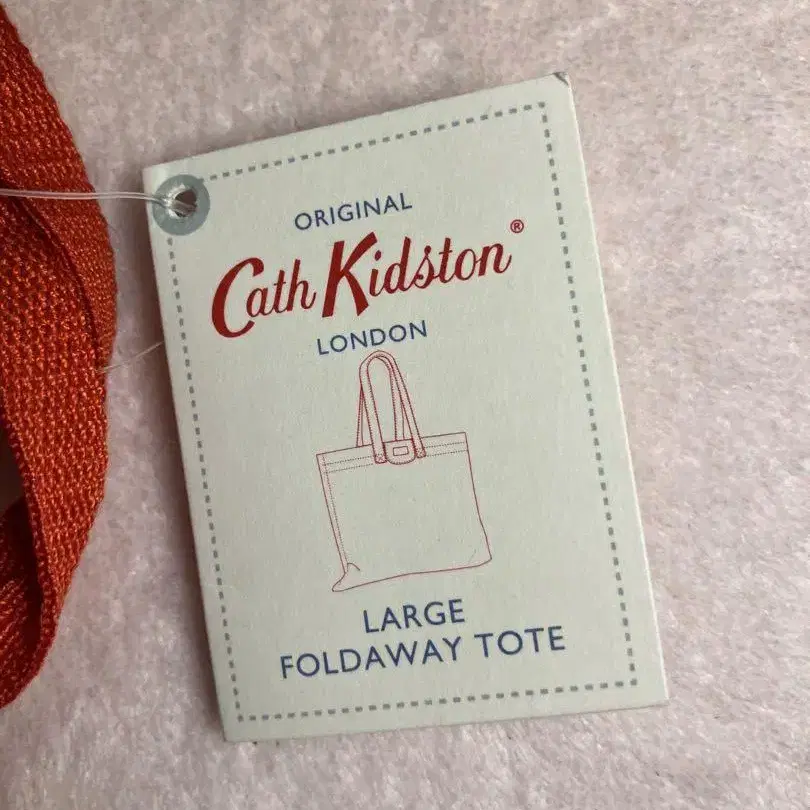 ORIGINAL
Cath Kidston®
LONDON
LARGE
FOLDAWAY TOTE